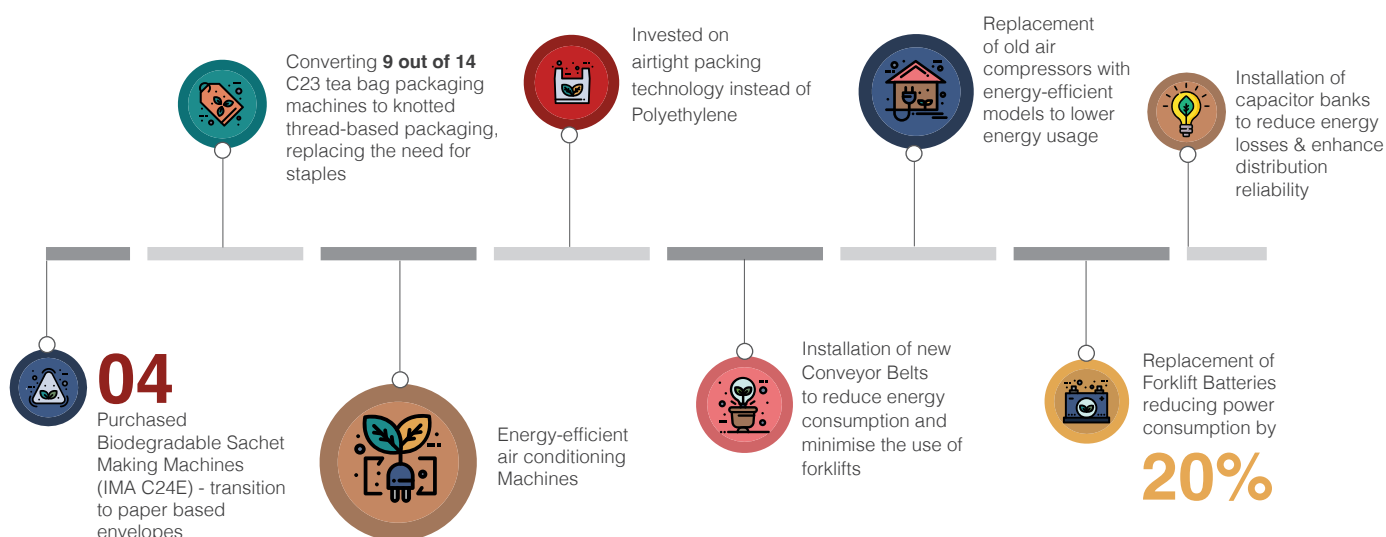 Converting 9 out of 14
C23 tea bag packaging
machines to knotted
thread-based packaging,
replacing the need for
staples
Invested on
airtight packing
technology instead of
Polyethylene
Replacement
of old air
compressors with
energy-efficient
models to lower
energy usage
Installation of
capacitor banks
to reduce energy
losses & enhance
distribution
reliability
04
Purchased
Biodegradable Sachet
Making Machines
(IMA C24E) - transition
to paper based
envelopes
Energy-efficient
air conditioning
Machines
Installation of new
Conveyor Belts
to reduce energy
consumption and
minimise the use of
forklifts
Replacement of
Forklift Batteries
reducing power
consumption by
20%